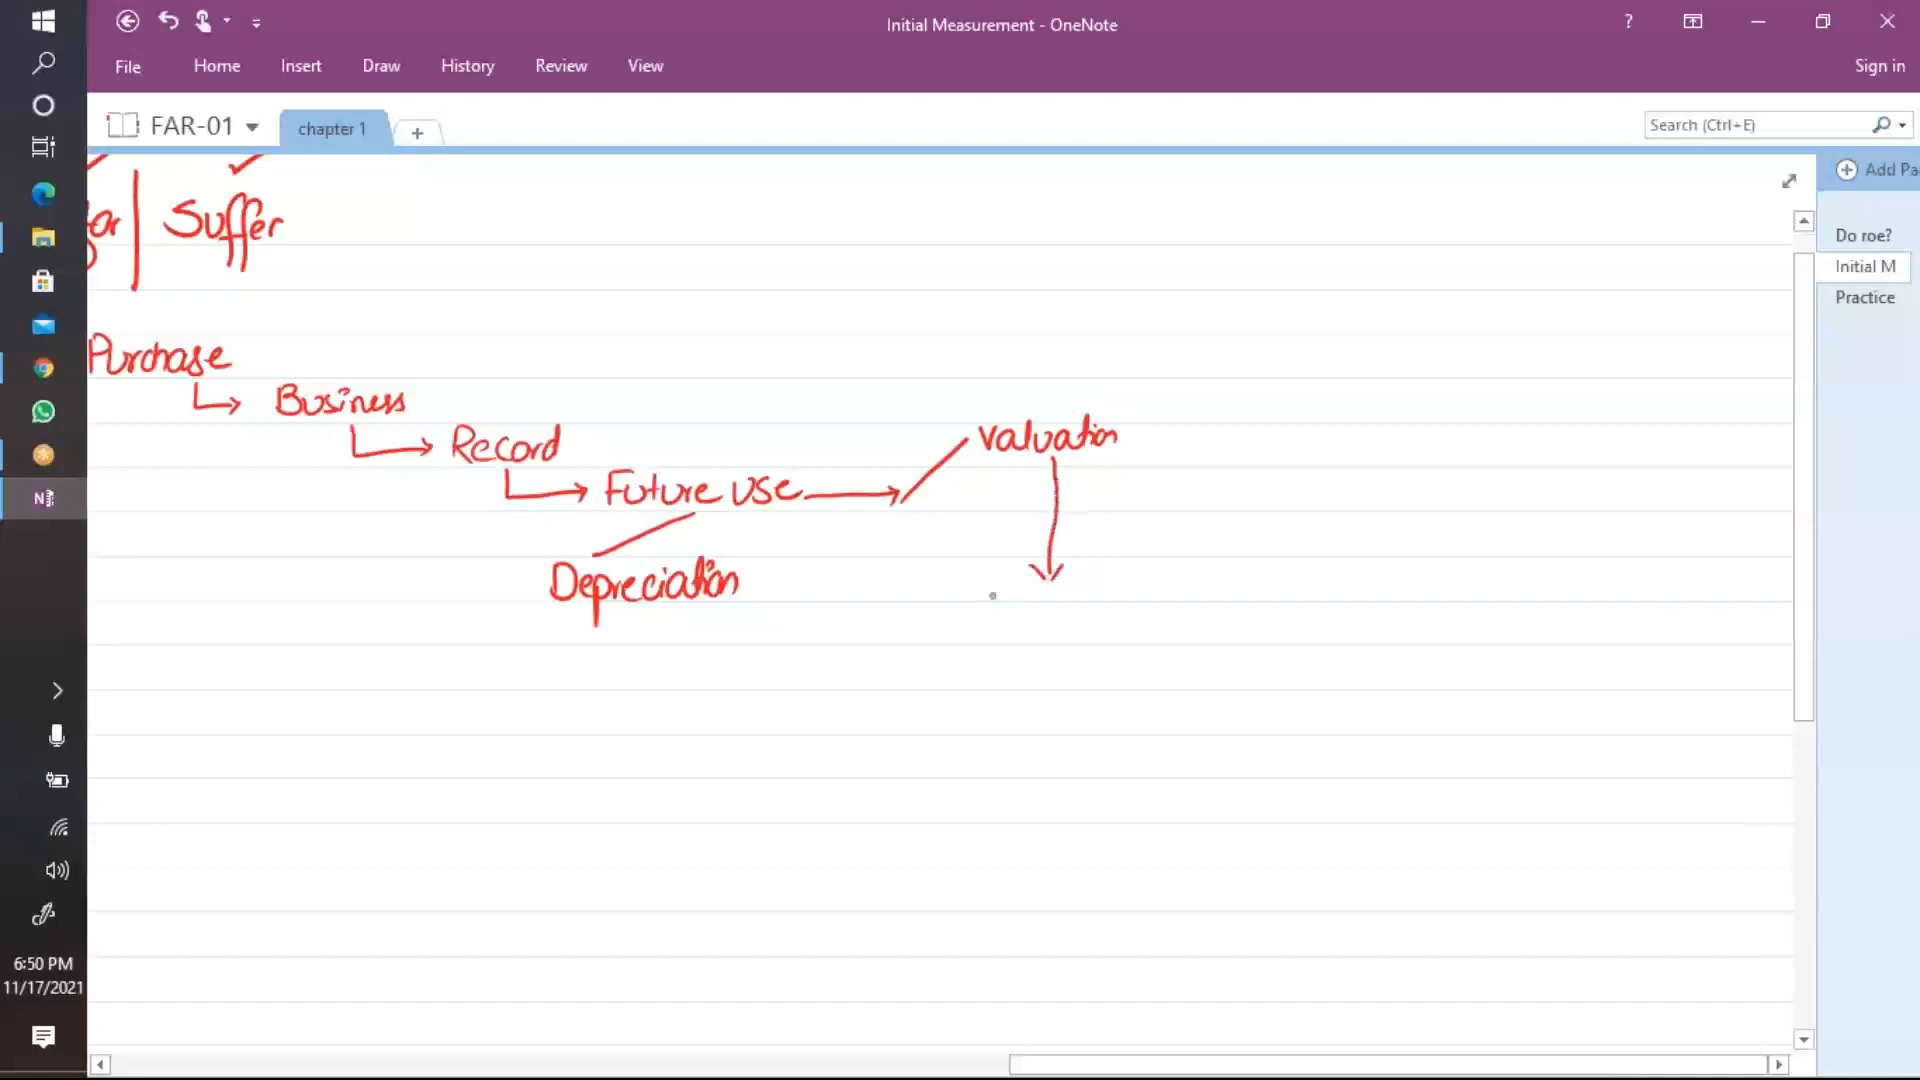 Initial Measurement - OneNote
?
File Home Insert Draw History Review View
Sign in
FAR-01 chapter 1 +
Search (Ctrl+E)
Add Pa
or Suffer
Do roe?
Initial M
Practice
Purchase
Business
Record
Valuation
Future use
Depreciation
6:50 PM
11/17/2021